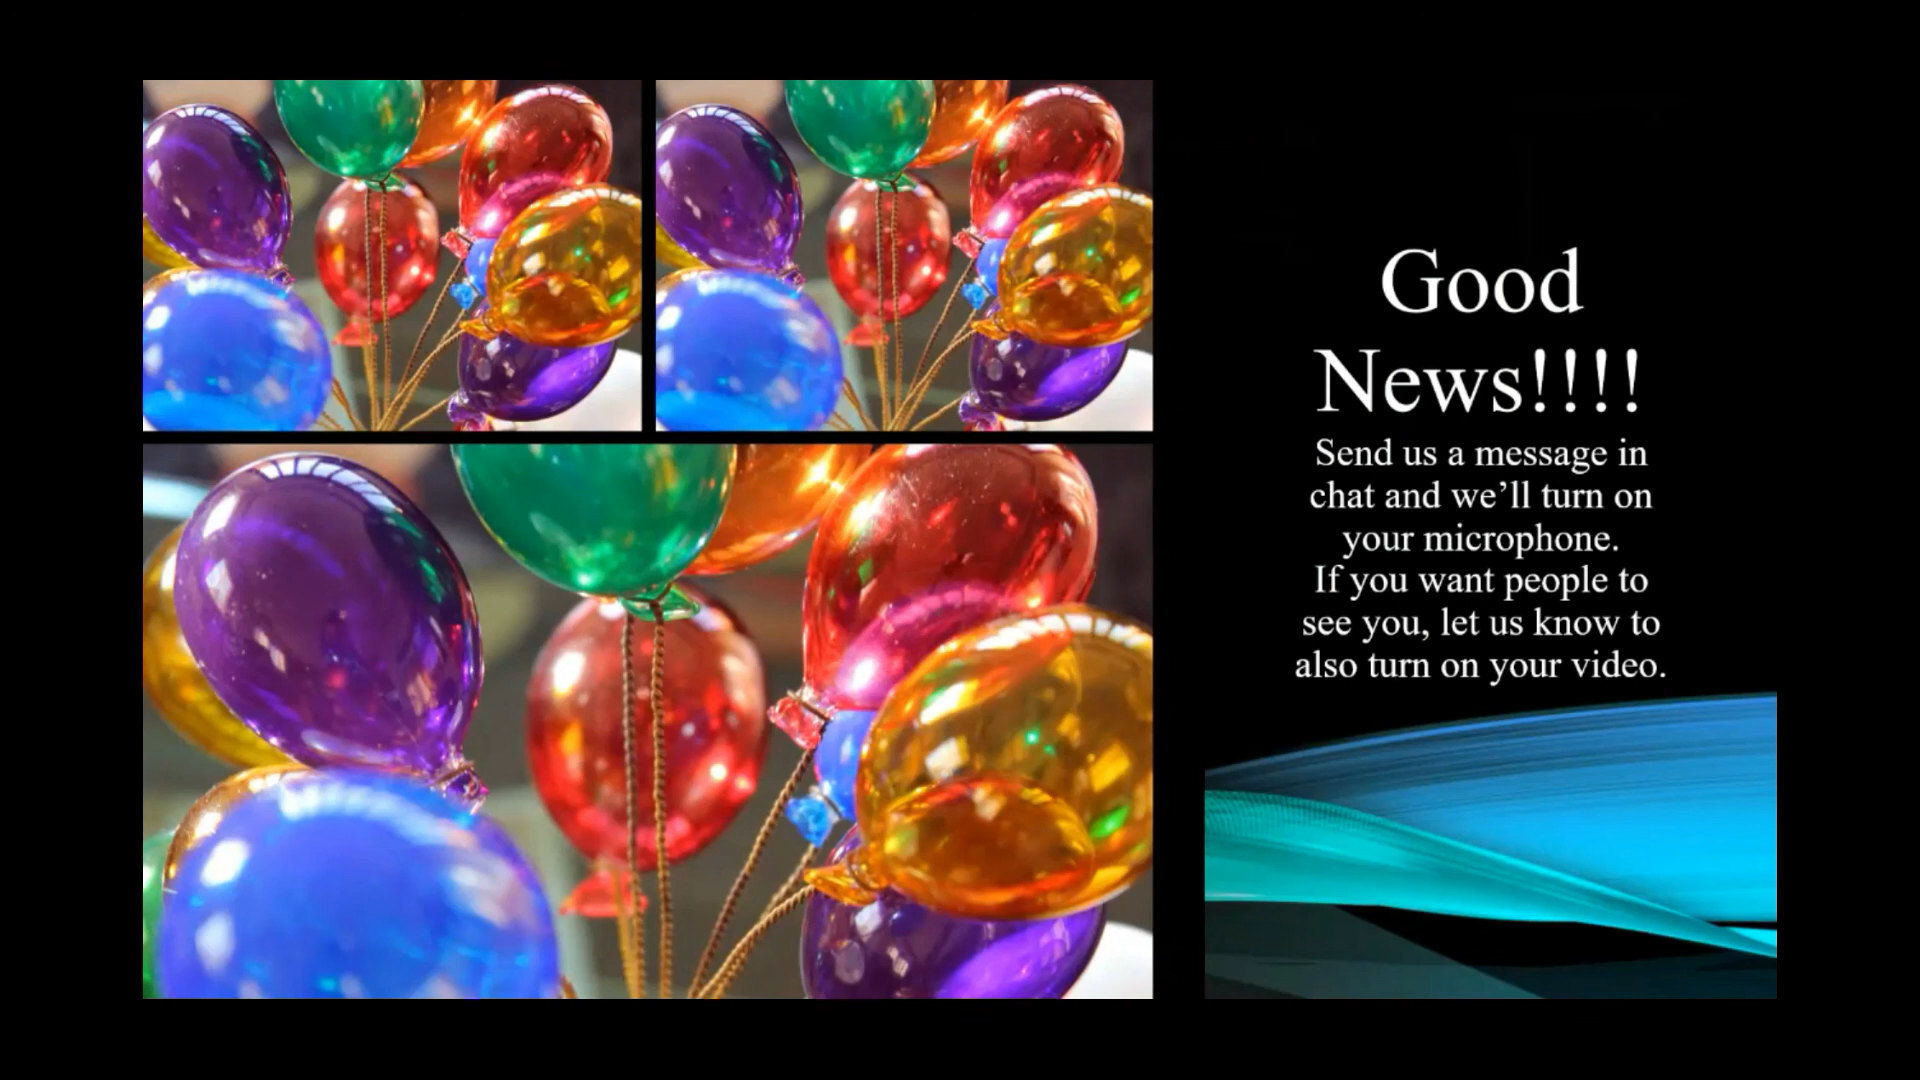 Good
News!!!!
Send us a message in
chat and we’ll turn on
your microphone.
If you want people to
see you, let us know to
also turn on your video.